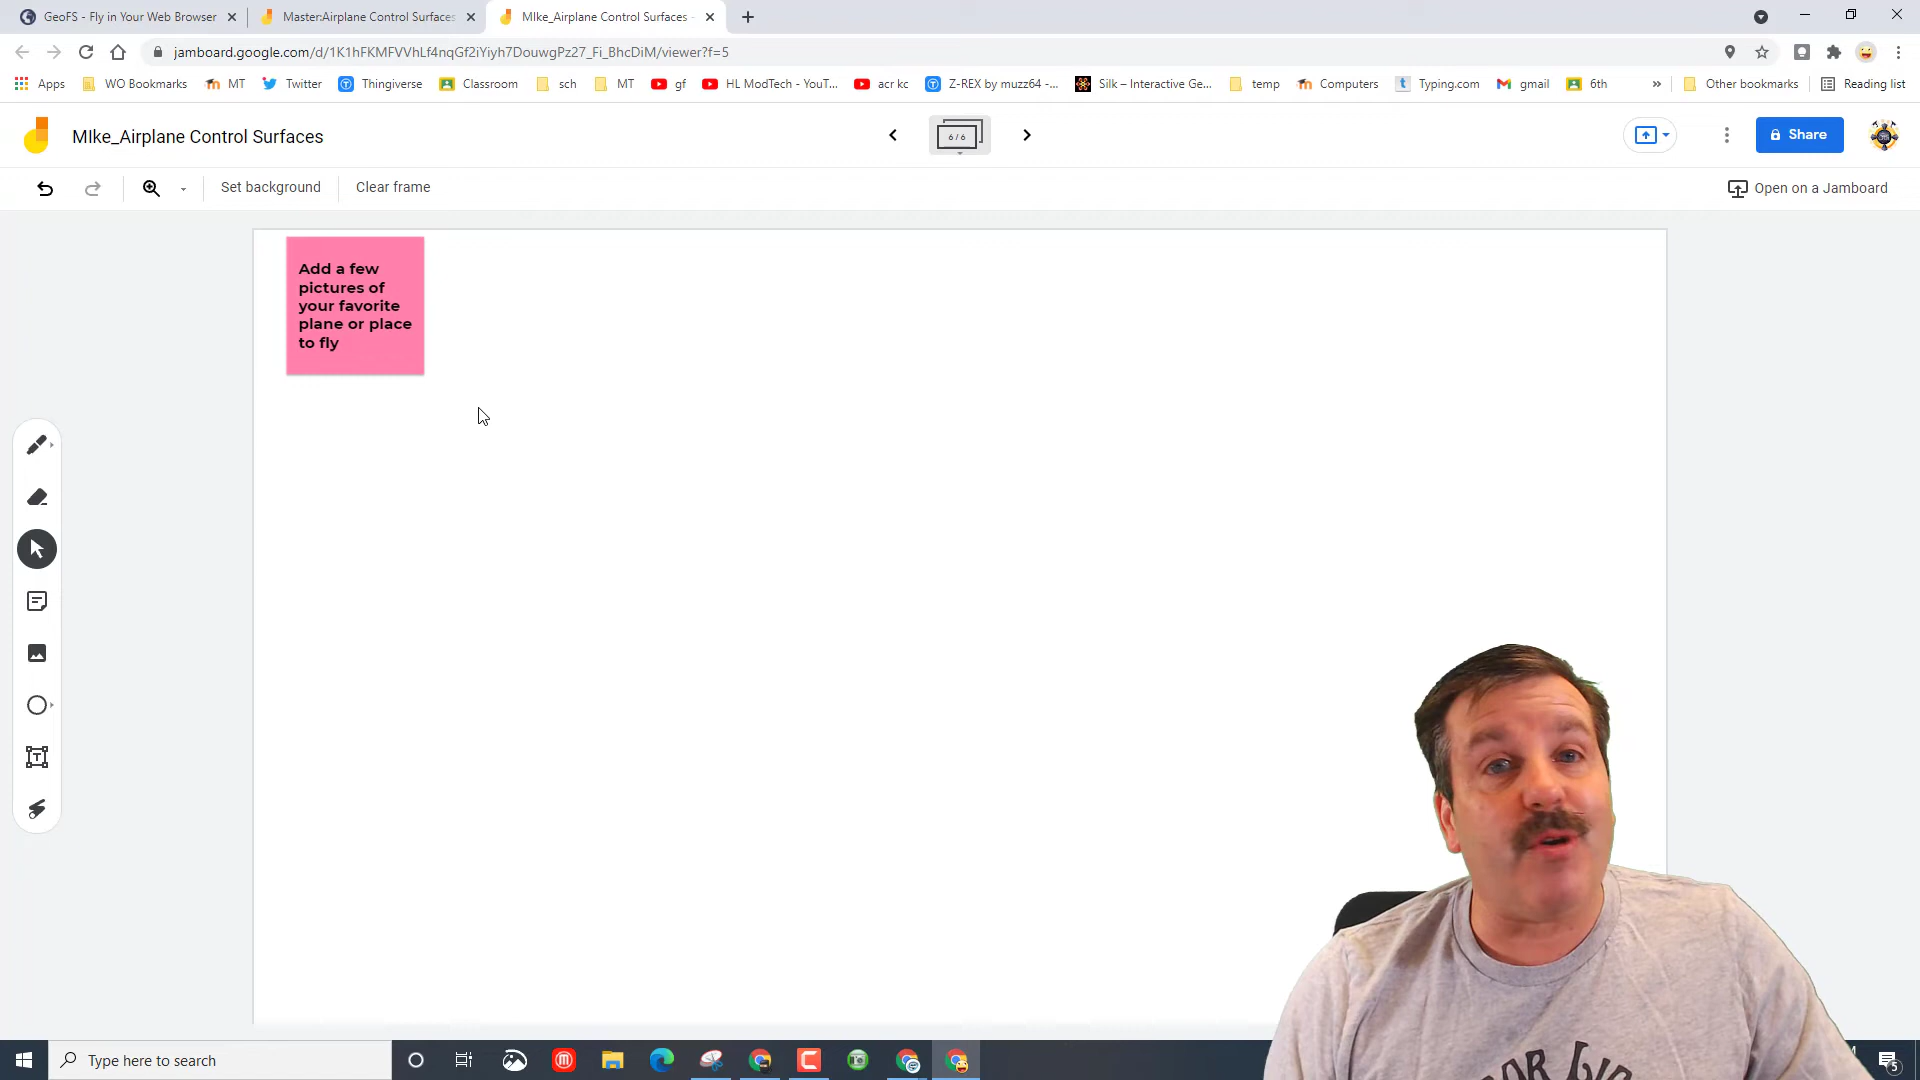 GeoFS - Fly in Your Web Browser
Master:Airplane Control Surfaces
MIke_Airplane Control Surfaces -
jamboard.google.com/d/1K1hFKMFVVhLf4nqGf2iYiyh7DouwgPz27_Fi_BhcDiM/viewer?f=5
Apps WO Bookmarks MT Twitter Thingiverse Classroom sch MT gf HL ModTech - YouT... acr kc Z-REX by muzz64 -... Silk – Interactive Ge... temp Computers Typing.com gmail 6th » Other bookmarks Reading list
MIke_Airplane Control Surfaces
6 / 6
Share
Set background
Clear frame
Open on a Jamboard
Add a few
pictures of
your favorite
plane or place
to fly
Type here to search
5